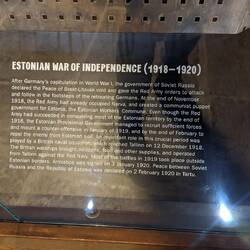 ESTONIAN WAR OF INDEPENDENCE (1918–1920)
After Germany's capitulation in World War I, the government of Soviet Russia
declared the Peace of Brest-Litovsk void and gave the Red Army orders to attack
and follow in the footsteps of the retreating Germans. At the end of November
1918, the Red Army had already occupied Narva, and created a communist puppet
government for Estonia, the Estonian Workers' Commune. Even though the Red
Army had succeeded in conquering most of the Estonian territory by the end of
1918, the Estonian Provisional Government managed to recruit sufficient forces
and mount a counter-offensive in January of 1919, and by the end of February to
repel the enemy from Estonian soil. An important role in this crucial period was
played by a British naval squadron, which reached Tallinn on 12 December 1918.
The British weapons brought, food and other supplies, and operated
from Tallinn against the Red Navy. Most of the battles in 1919 took place outside
Estonian borders. Armistice was signed on 3 January 1920. Peace between Soviet
Russia and the Republic of Estonia was declared on 2 February 1920 in Tartu.